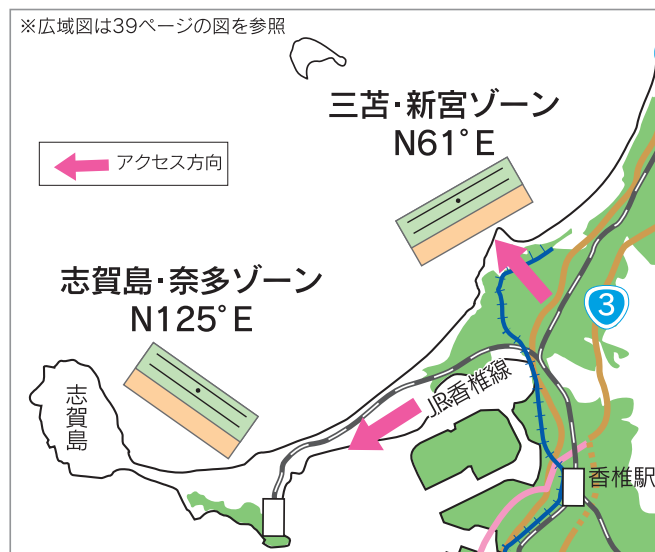 ※広域図は39ページの図を参照
三苫・新宮ゾーン
N61°E
アクセス方向
志賀島・奈多ゾーン
N125°E
3
志賀島
JR香椎線
香椎駅